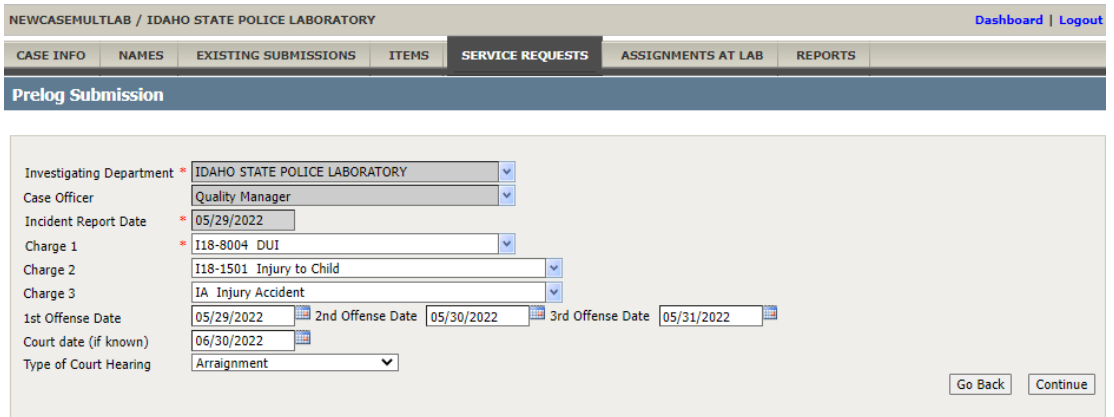 NEWCASEMULTLAB / IDAHO STATE POLICE LABORATORY Dashboard | Logout
CASE INFO NAMES EXISTING SUBMISSIONS ITEMS SERVICE REQUESTS ASSIGNMENTS AT LAB REPORTS
Prelog Submission
Investigating Department * IDAHO STATE POLICE LABORATORY
Case Officer Quality Manager
Incident Report Date * 05/29/2022
Charge 1 * I18-8004 DUI
Charge 2 I18-1501 Injury to Child
Charge 3 IA Injury Accident
1st Offense Date 05/29/2022 2nd Offense Date 05/30/2022 3rd Offense Date 05/31/2022
Court date (if known) 06/30/2022
Type of Court Hearing Arraignment
Go Back Continue